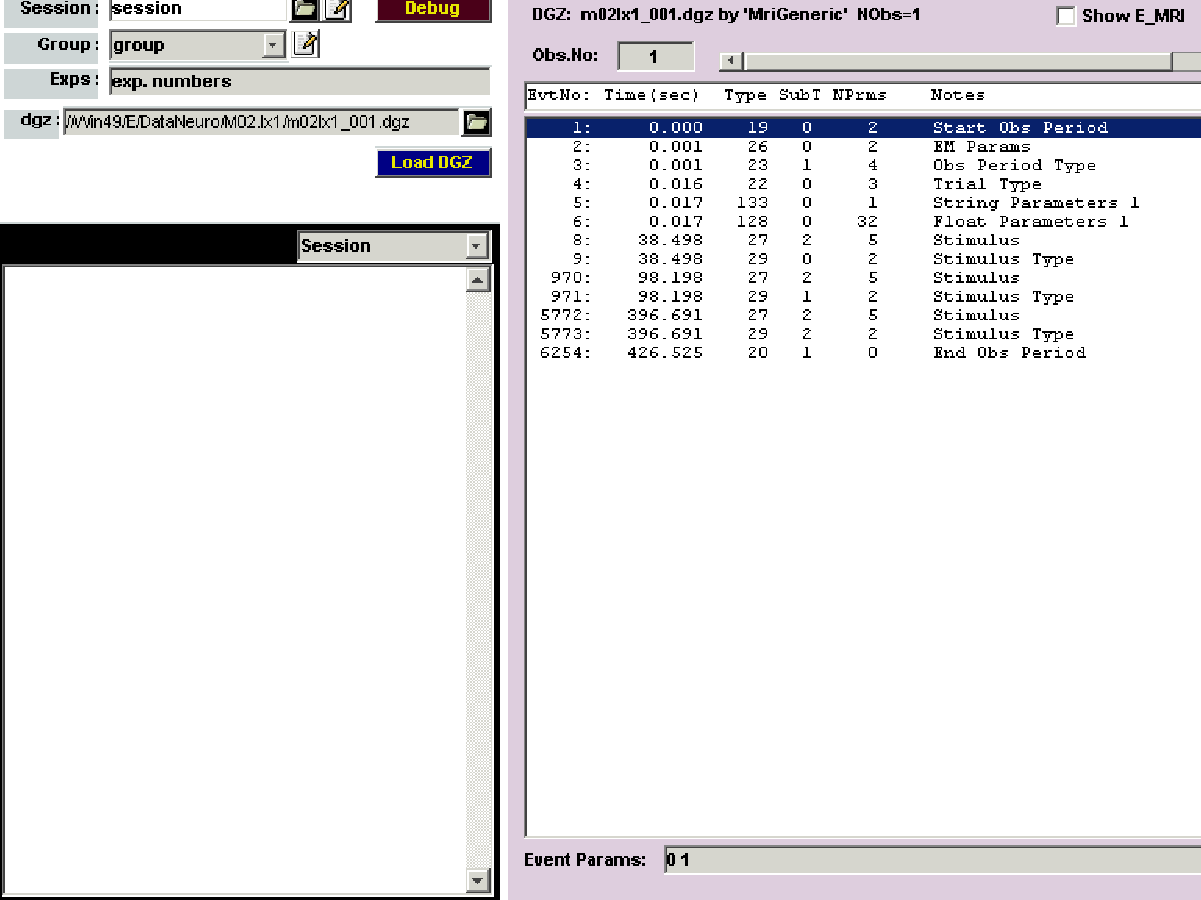 Session : session Debug
Group : group
Exps : exp. numbers
dgz : //Win49/E/DataNeuro/M02.lx1/m02lx1_001.dgz
Load DGZ
Session
DGZ: m02lx1_001.dgz by 'MriGeneric' NObs=1 Show E_MRI
Obs.No: 1
EvtNo: Time(sec) Type SubT NPrms Notes
1: 0.000 19 0 2 Start Obs Period
2: 0.001 26 0 2 EM Params
3: 0.001 23 1 4 Obs Period Type
4: 0.016 22 0 3 Trial Type
5: 0.017 133 0 1 String Parameters 1
6: 0.017 128 0 32 Float Parameters 1
8: 38.498 27 2 5 Stimulus
9: 38.498 29 0 2 Stimulus Type
970: 98.198 27 2 5 Stimulus
971: 98.198 29 1 2 Stimulus Type
5772: 396.691 27 2 5 Stimulus
5773: 396.691 29 2 2 Stimulus Type
6254: 426.525 20 1 0 End Obs Period
Event Params: 0 1